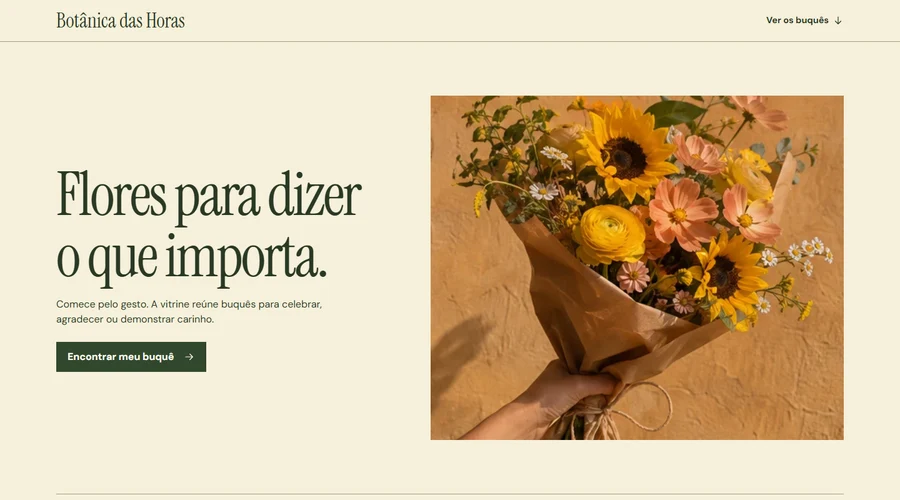 Botânica das Horas
Ver os buquês ↓
Flores para dizer
o que importa.
Comece pelo gesto. A vitrine reúne buquês para celebrar,
agradecer ou demonstrar carinho.
Encontrar meu buquê →